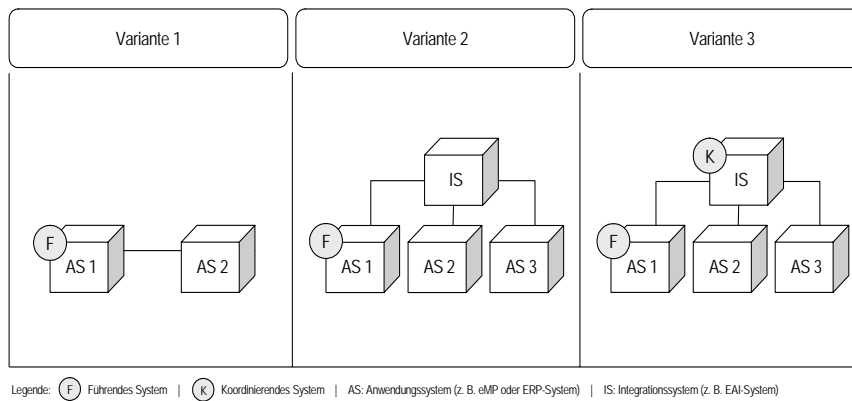 Variante 1
Variante 2
Variante 3
K
IS
IS
F
F
F
AS 1
AS 2
AS 1
AS 2
AS 3
AS 1
AS 2
AS 3
Legende: F Führendes System | K Koordinierendes System | AS: Anwendungssystem (z. B. eMP oder ERP-System) | IS: Integrationssystem (z. B. EAI-System)